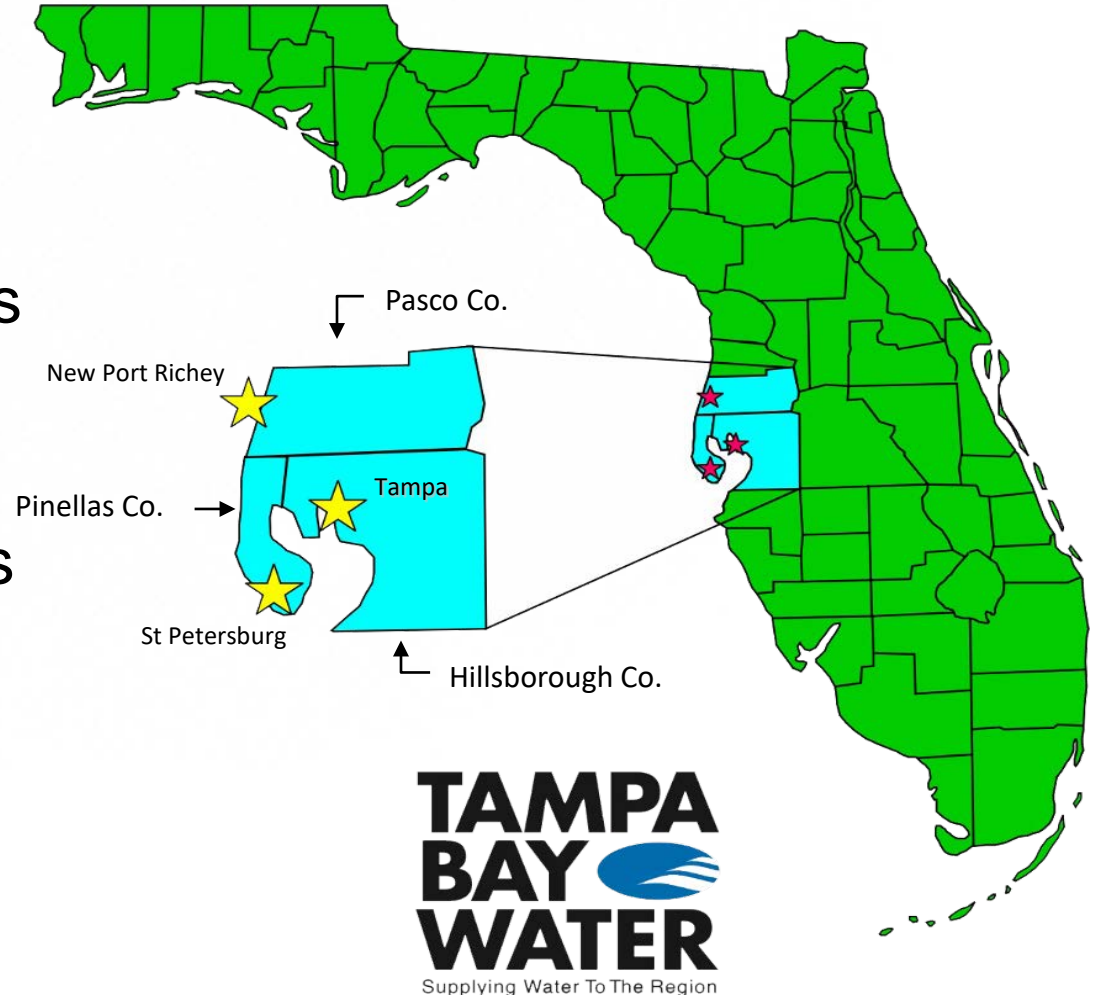 s
Pasco Co.
New Port Richey
Tampa
Pinellas Co.
s
St Petersburg
Hillsborough Co.
TAMPA
BAY
WATER
Supplying Water To The Region